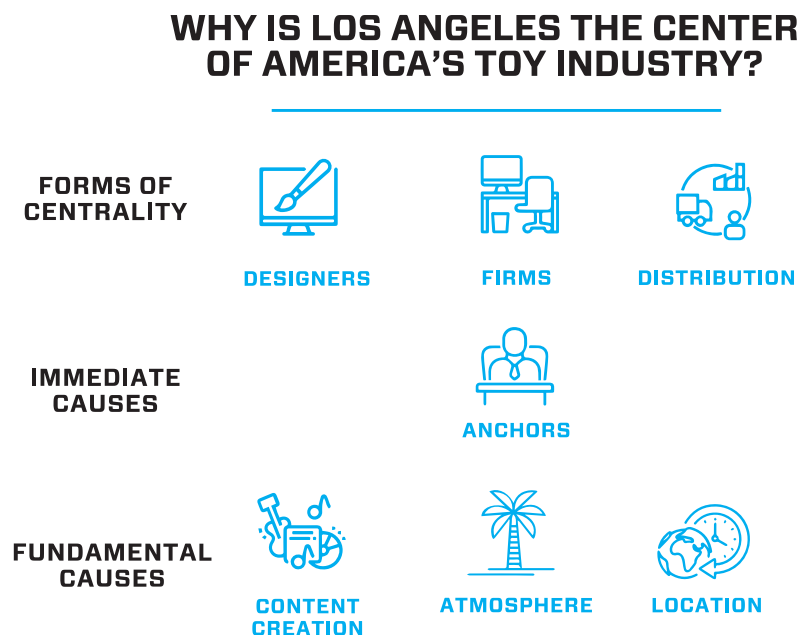 WHY IS LOS ANGELES THE CENTER
OF AMERICA'S TOY INDUSTRY?
FORMS OF
CENTRALITY
DESIGNERS
FIRMS
DISTRIBUTION
IMMEDIATE
CAUSES
ANCHORS
FUNDAMENTAL
CAUSES
CONTENT
CREATION
ATMOSPHERE
LOCATION